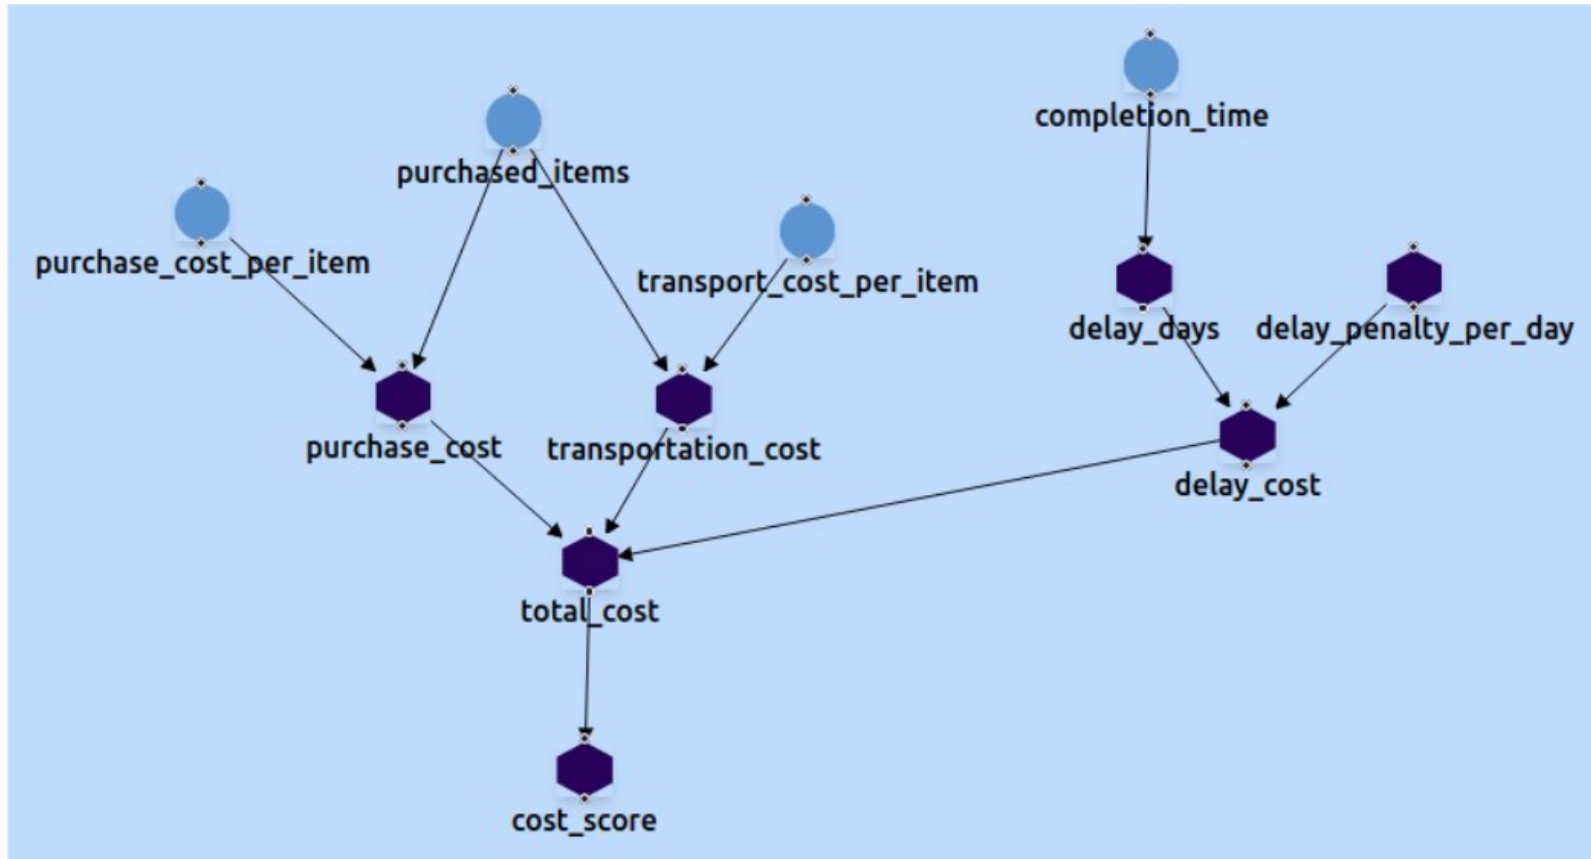 completion_time
purchased_items
purchase_cost_per_item
transport_cost_per_item
delay_days
delay_penalty_per_day
purchase_cost
transportation_cost
delay_cost
total_cost
cost_score